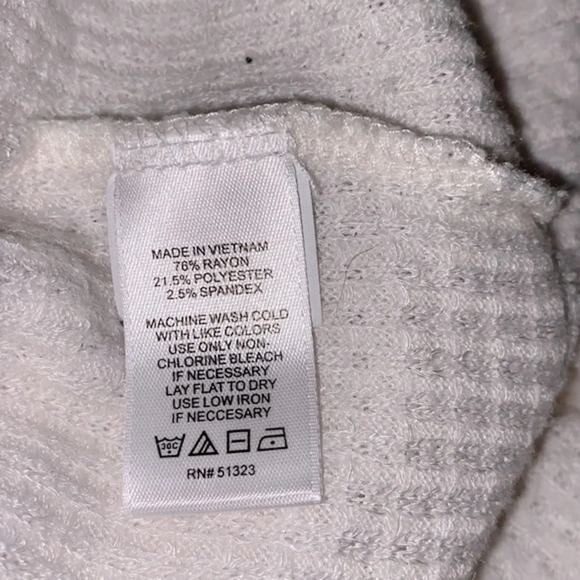 MADE IN VIETNAM
76% RAYON
21.5% POLYESTER
2.5% SPANDEX
MACHINE WASH COLD
WITH LIKE COLORS
USE ONLY NON-
CHLORINE BLEACH
IF NECESSARY
LAY FLAT TO DRY
USE LOW IRON
IF NECCESARY
30C
RN# 51323